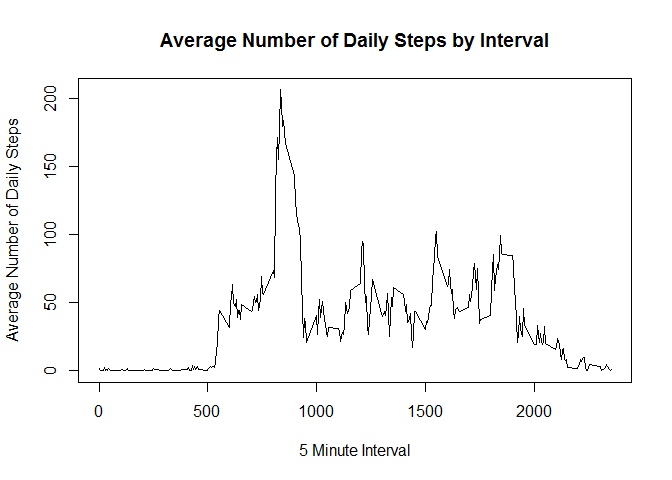 Average Number of Daily Steps by Interval
Average Number of Daily Steps
200
150
100
50
0
0 500 1000 1500 2000
5 Minute Interval